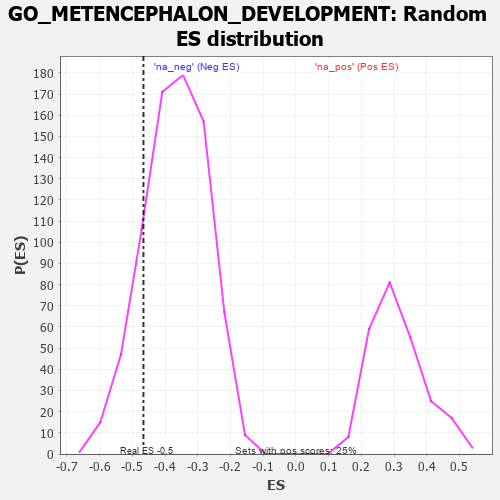 GO_METENCEPHALON_DEVELOPMENT: Random
ES distribution
'na_neg' (Neg ES)
'na_pos' (Pos ES)
180
170
160
150
140
130
120
110
100
90
80
70
60
50
40
30
20
10
0
P(ES)
Real ES -0,5
Sets with pos scores: 25%
-0.7 -0.6 -0.5 -0.4 -0.3 -0.2 -0.1 0.0 0.1 0.2 0.3 0.4 0.5
ES